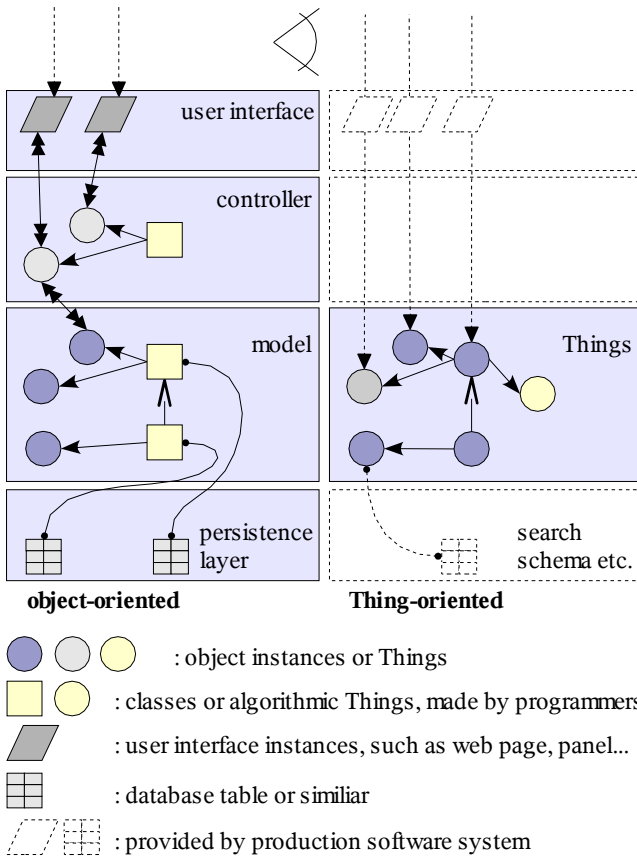 user interface
controller
model
Things
persistence
layer
search
schema etc.
object-oriented
Thing-oriented
: object instances or Things
: classes or algorithmic Things, made by programmers
: user interface instances, such as web page, panel...
: database table or similiar
: provided by production software system